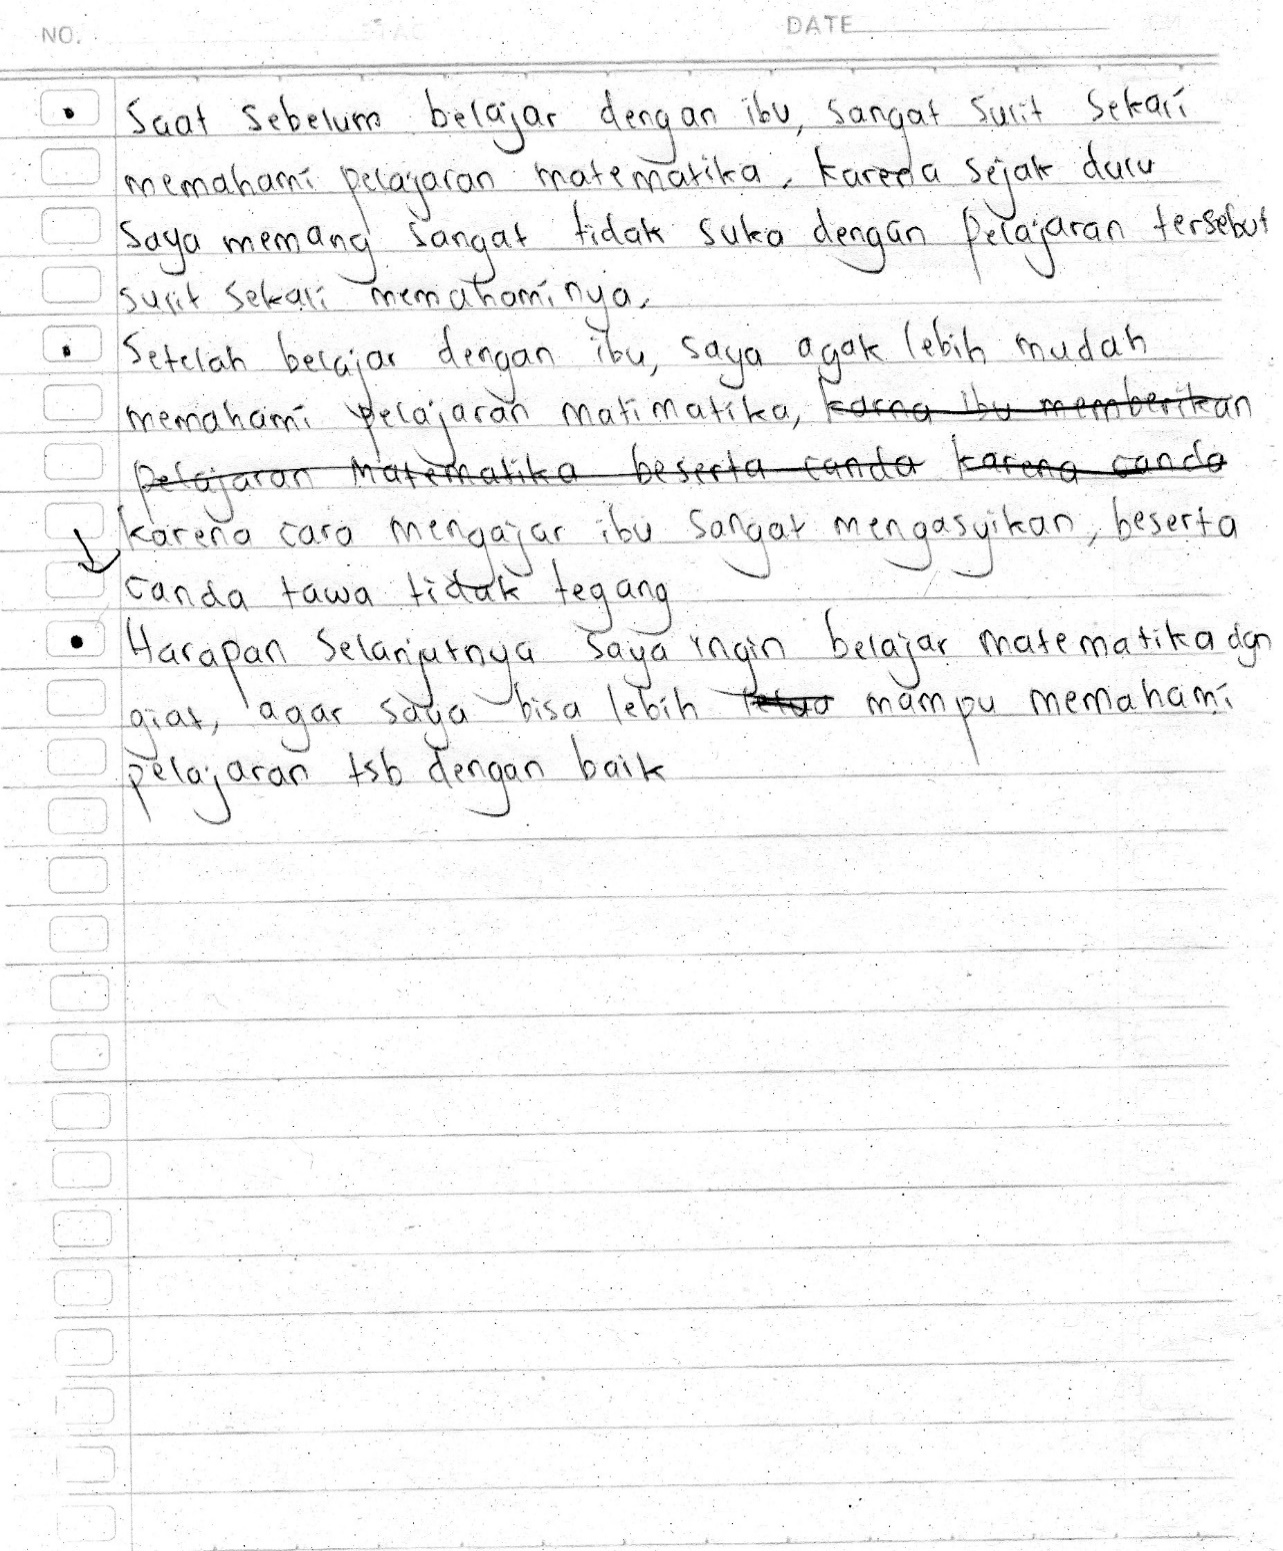 NO.
DATE
• Saat sebelum belajar dengan ibu, sangat sulit sekali
memahami pelajaran matematika, karena sejak dulu
saya memang sangat tidak suka dengan pelajaran tersebut
sulit sekali memahaminya.
• Setelah belajar dengan ibu, saya agak lebih mudah
memahami pelajaran matimatika, karna ibu memberikan
pelajaran matematika beserta canda karena canda
karena cara mengajar ibu sangat mengasyikan, beserta
canda tawa tidak tegang
• Harapan selanjutnya saya ingin belajar matematika dgn
giat, agar saya bisa lebih mampu memahami
pelajaran tsb dengan baik